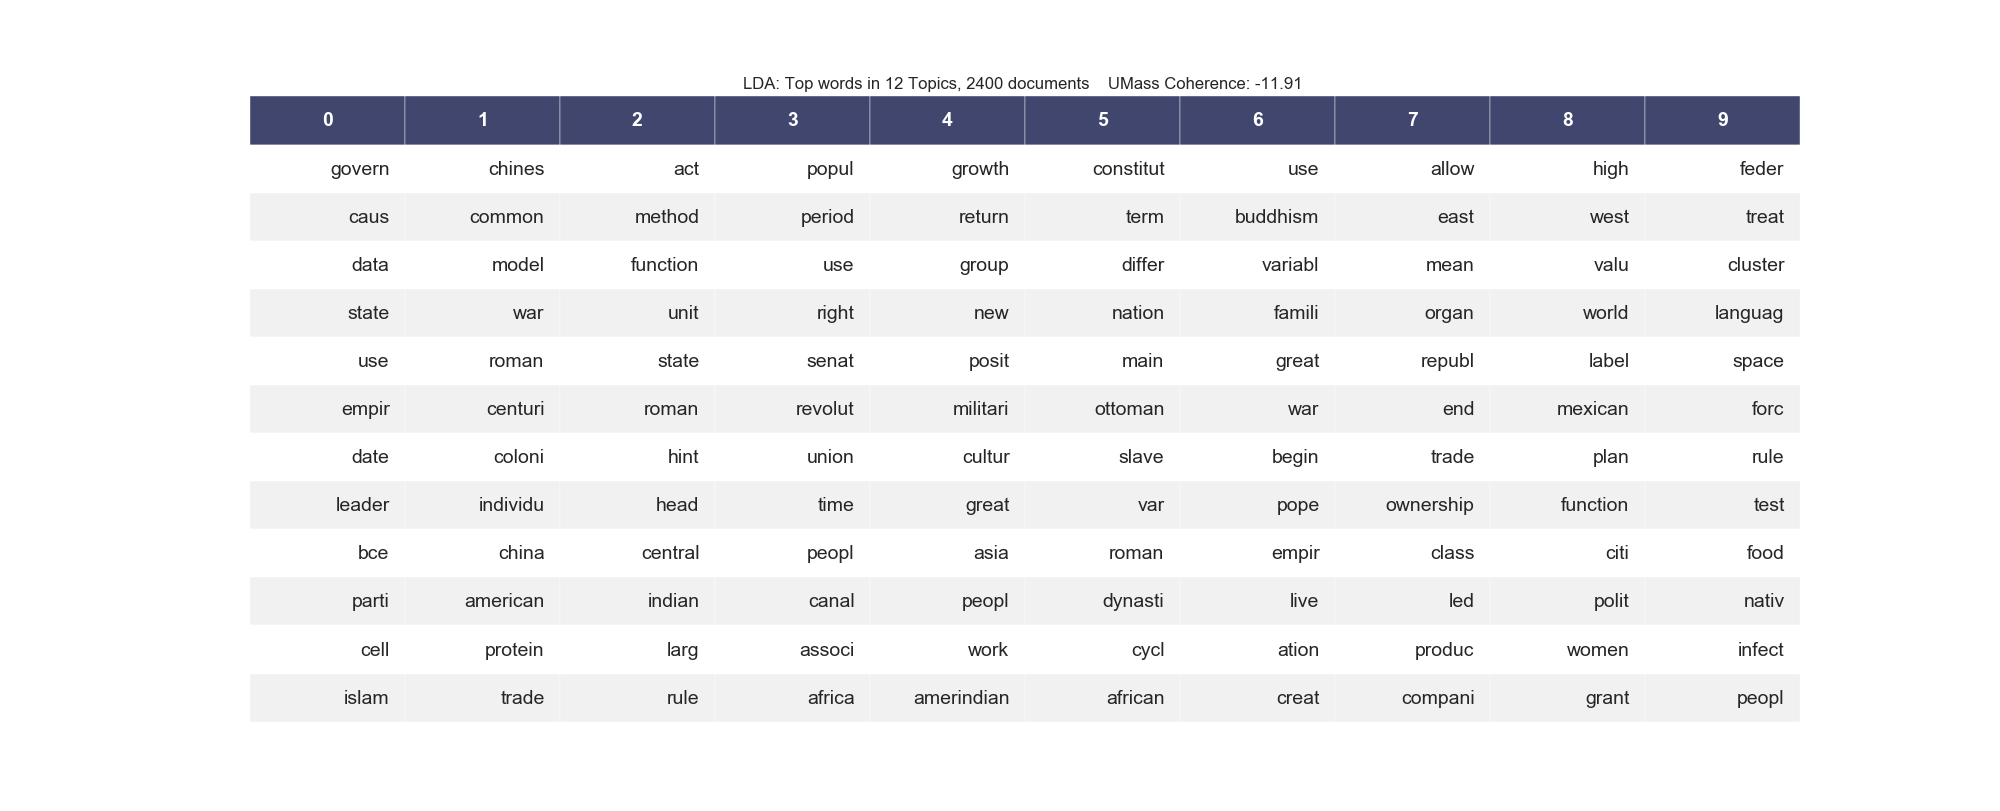 LDA: Top words in 12 Topics, 2400 documents    UMass Coherence: -11.91
0 1 2 3 4 5 6 7 8 9
govern chines act popul growth constitut use allow high feder
caus common method period return term buddhism east west treat
data model function use group differ variabl mean valu cluster
state war unit right new nation famili organ world languag
use roman state senat posit main great republ label space
empir centuri roman revolut militari ottoman war end mexican forc
date coloni hint union cultur slave begin trade plan rule
leader individu head time great var pope ownership function test
bce china central peopl asia roman empir class citi food
parti american indian canal peopl dynasti live led polit nativ
cell protein larg associ work cycl ation produc women infect
islam trade rule africa amerindian african creat compani grant peopl